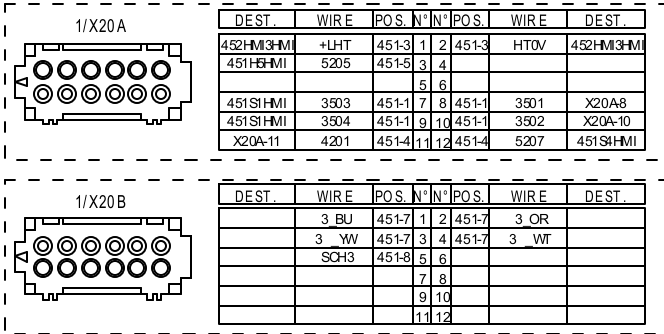 1/X20A
DEST. WIRE POS. N° N° POS. WIRE DEST.
452HMI3HMI +LHT 451-3 1 2 451-3 HT0V 452HMI3HMI
451H5HMI 5205 451-5 3 4
5 6
451S1HMI 3503 451-1 7 8 451-1 3501 X20A-8
451S1HMI 3504 451-1 9 10 451-1 3502 X20A-10
X20A-11 4201 451-4 11 12 451-4 5207 451S4HMI
1/X20B
DEST. WIRE POS. N° N° POS. WIRE DEST.
3_BU 451-7 1 2 451-7 3_OR
3_YW 451-7 3 4 451-7 3_WT
SCH3 451-8 5 6
7 8
9 10
11 12